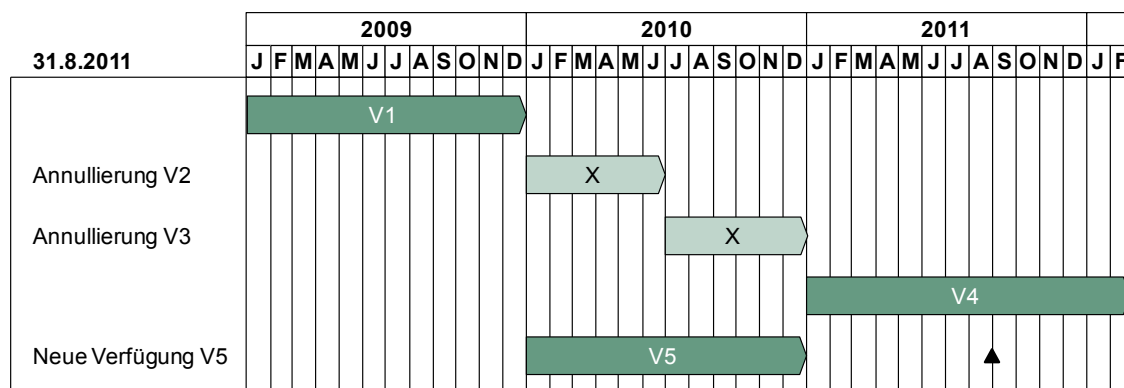 2009 2010 2011
31.8.2011 J F M A M J J A S O N D J F M A M J J A S O N D J F M A M J J A S O N D J F
V1
Annullierung V2 X
Annullierung V3 X
V4
Neue Verfügung V5 V5